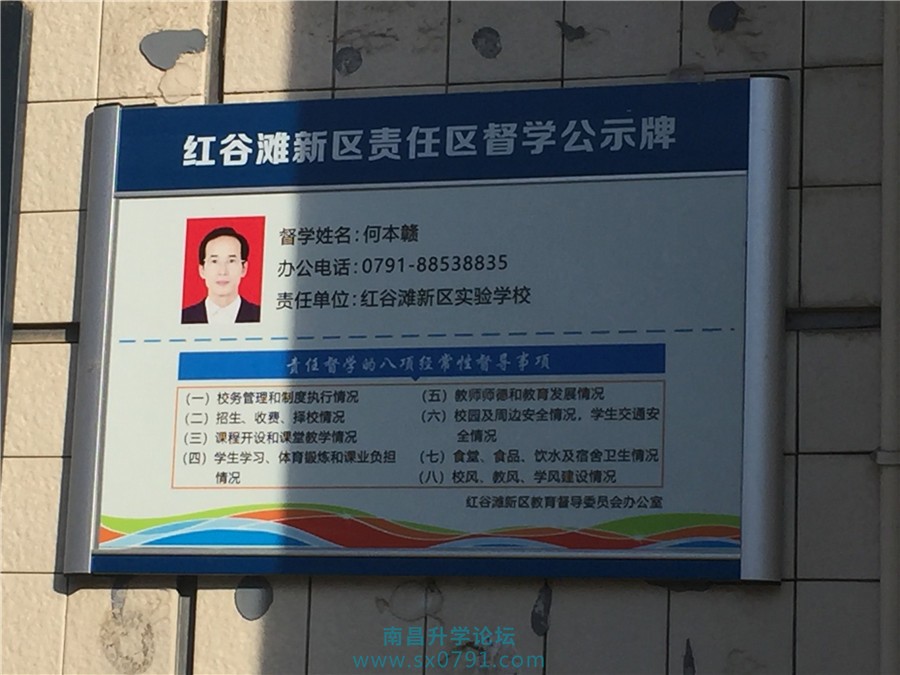 红谷滩新区责任区督学公示牌
督学姓名:何本赣
办公电话:0791-88538835
责任单位:红谷滩新区实验学校
责任督学的八项经常性督导事项
(一) 校务管理和制度执行情况
(二) 招生、收费、择校情况
(三) 课程开设和课堂教学情况
(四) 学生学习、体育锻炼和课业负担
情况
(五) 教师师德和教育发展情况
(六) 校园及周边安全情况,学生交通安
全情况
(七) 食堂、食品、饮水及宿舍卫生情况
(八) 校风、教风、学风建设情况
红谷滩新区教育督导委员会办公室
南昌升学论坛
www.sx0791.com